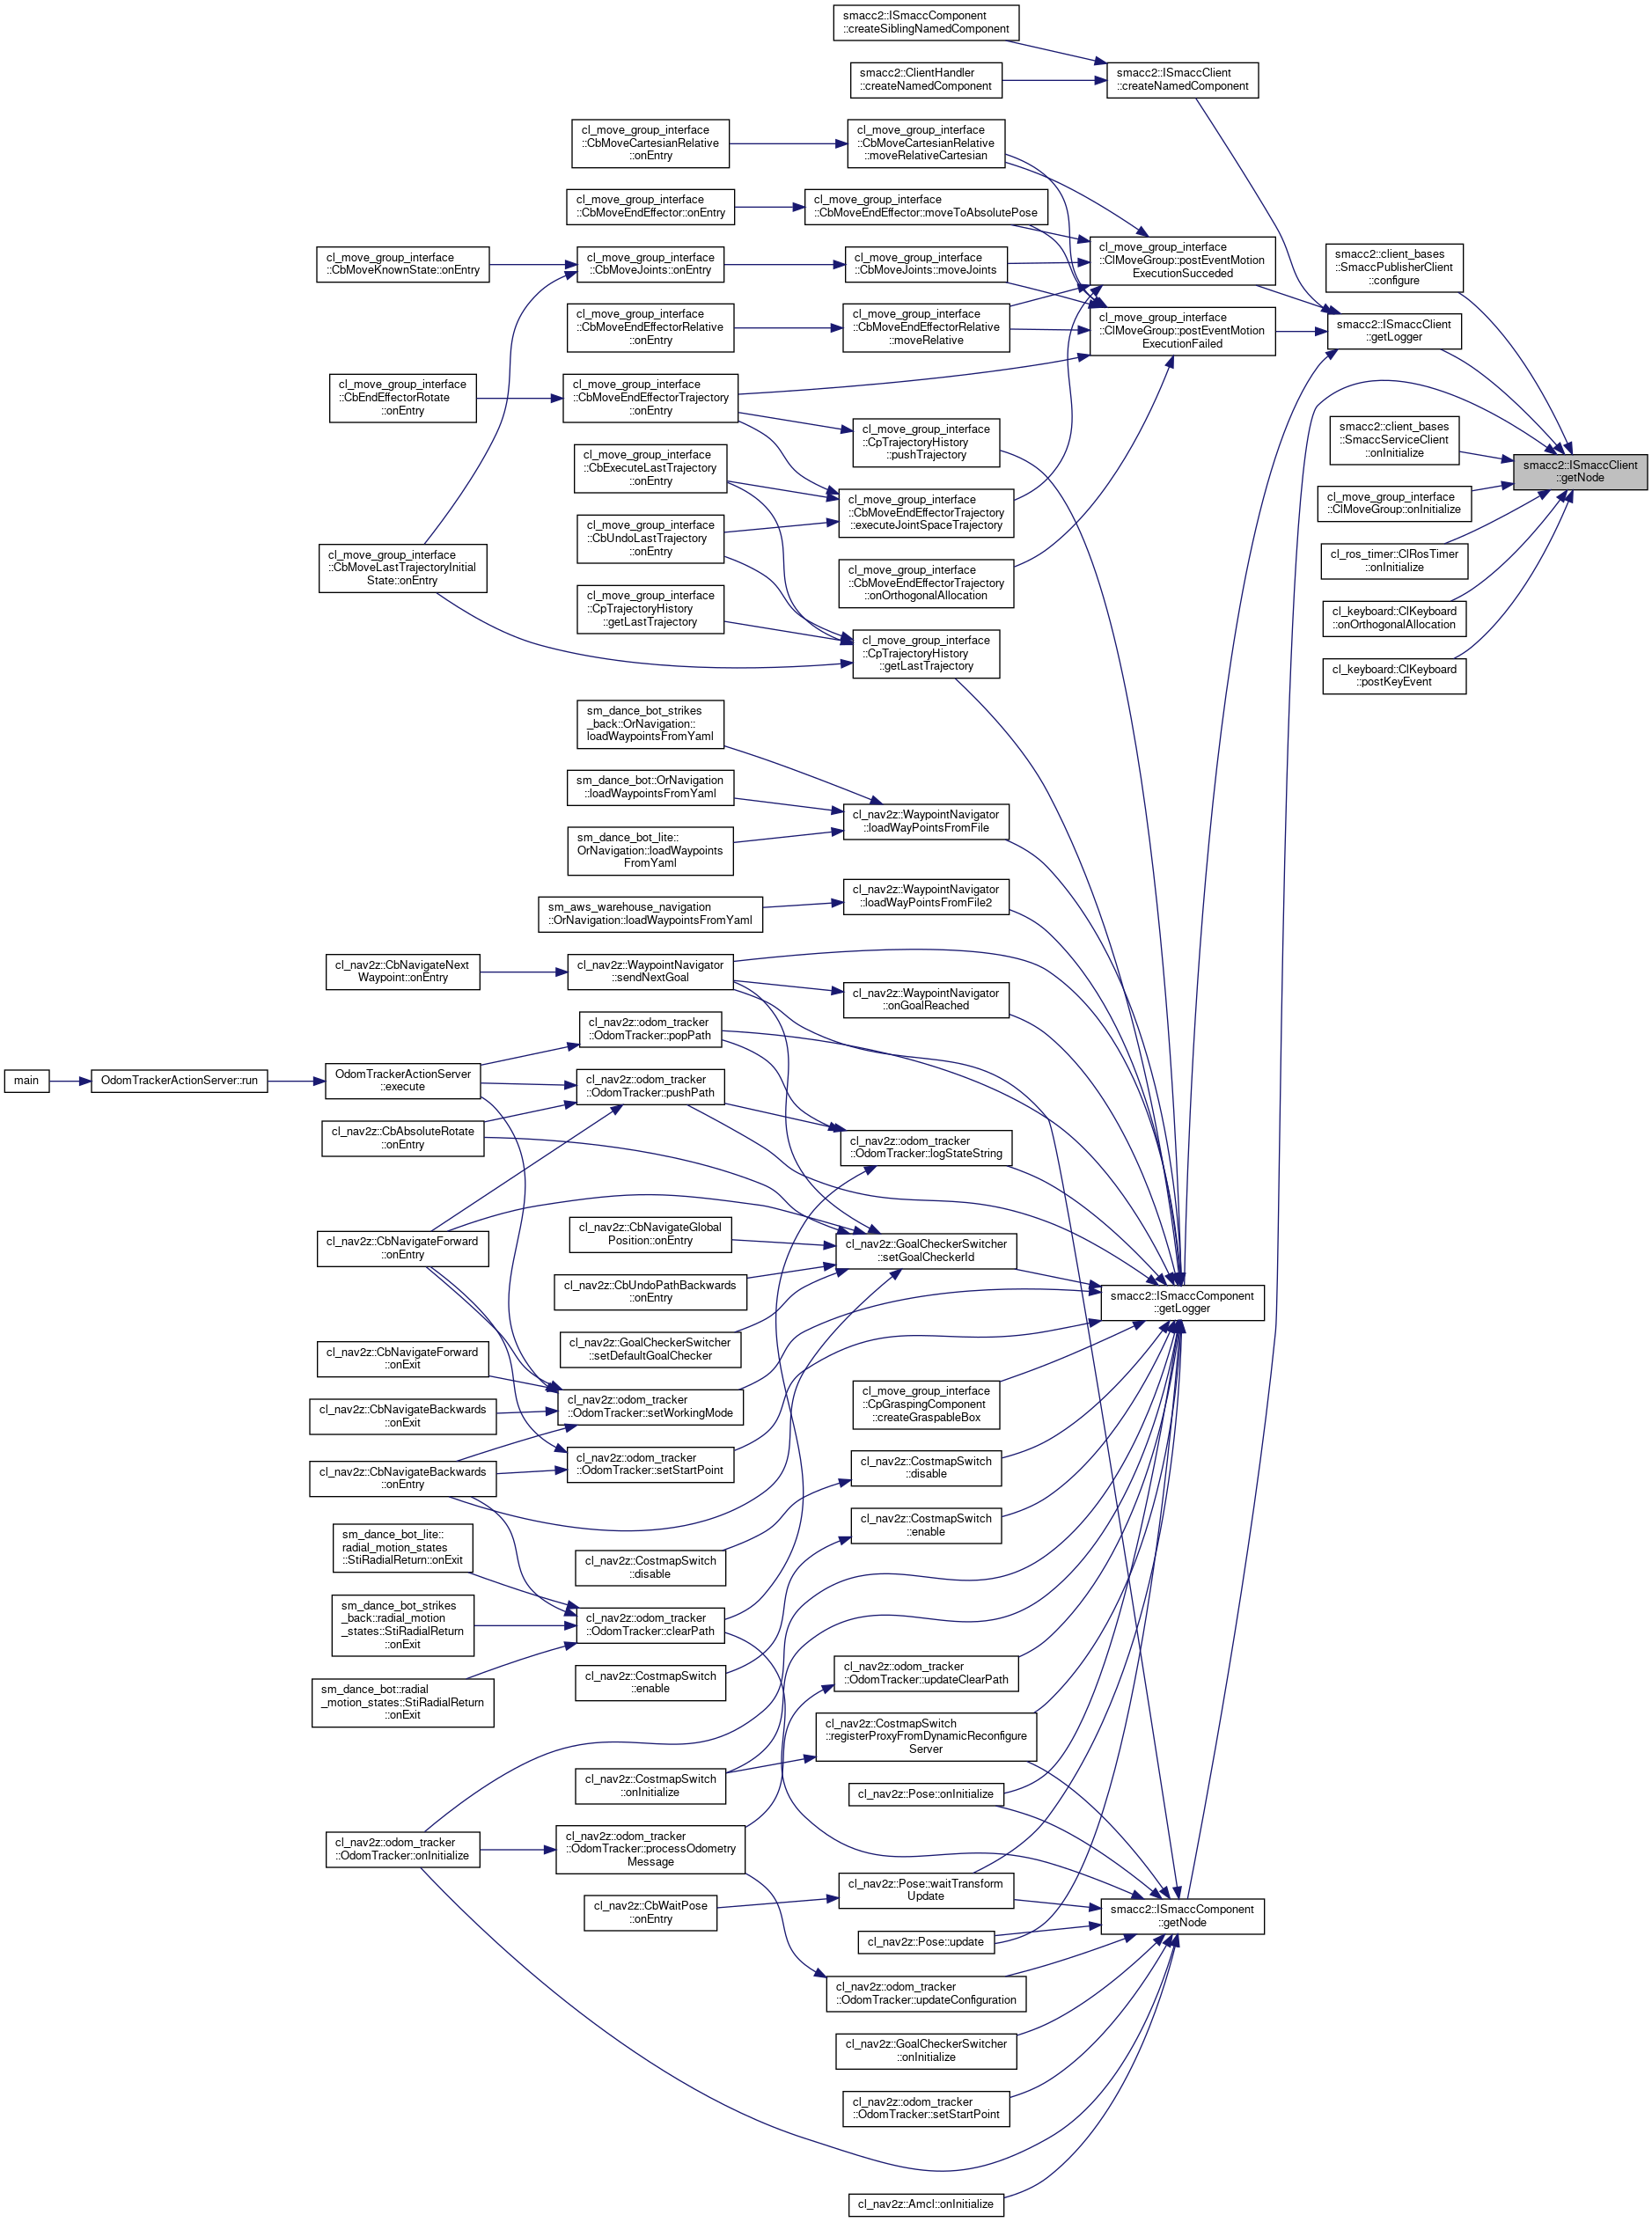 smacc2::ISmaccComponent
::createSiblingNamedComponent
smacc2::ClientHandler
::createNamedComponent
smacc2::ISmaccClient
::createNamedComponent
cl_move_group_interface
::CbMoveCartesianRelative
::onEntry
cl_move_group_interface
::CbMoveCartesianRelative
::moveRelativeCartesian
cl_move_group_interface
::CbMoveEndEffector::onEntry
cl_move_group_interface
::CbMoveEndEffector::moveToAbsolutePose
cl_move_group_interface
::CbMoveKnownState::onEntry
cl_move_group_interface
::CbMoveJoints::onEntry
cl_move_group_interface
::CbMoveJoints::moveJoints
cl_move_group_interface
::ClMoveGroup::postEventMotion
ExecutionSucceded
smacc2::client_bases
::SmaccPublisherClient
::configure
cl_move_group_interface
::CbMoveEndEffectorRelative
::onEntry
cl_move_group_interface
::CbMoveEndEffectorRelative
::moveRelative
cl_move_group_interface
::ClMoveGroup::postEventMotion
ExecutionFailed
smacc2::ISmaccClient
::getLogger
cl_move_group_interface
::CbEndEffectorRotate
::onEntry
cl_move_group_interface
::CbMoveEndEffectorTrajectory
::onEntry
cl_move_group_interface
::CpTrajectoryHistory
::pushTrajectory
smacc2::client_bases
::SmaccServiceClient
::onInitialize
smacc2::ISmaccClient
::getNode
cl_move_group_interface
::CbExecuteLastTrajectory
::onEntry
cl_move_group_interface
::CbMoveEndEffectorTrajectory
::executeJointSpaceTrajectory
cl_move_group_interface
::ClMoveGroup::onInitialize
cl_move_group_interface
::CbUndoLastTrajectory
::onEntry
cl_ros_timer::ClRosTimer
::onInitialize
cl_move_group_interface
::CbMoveLastTrajectoryInitial
State::onEntry
cl_move_group_interface
::CbMoveEndEffectorTrajectory
::onOrthogonalAllocation
cl_move_group_interface
::CpTrajectoryHistory
::getLastTrajectory
cl_keyboard::ClKeyboard
::onOrthogonalAllocation
cl_move_group_interface
::CpTrajectoryHistory
::getLastTrajectory
cl_keyboard::ClKeyboard
::postKeyEvent
sm_dance_bot_strikes
_back::OrNavigation::
loadWaypointsFromYaml
sm_dance_bot::OrNavigation
::loadWaypointsFromYaml
cl_nav2z::WaypointNavigator
::loadWayPointsFromFile
sm_dance_bot_lite::
OrNavigation::loadWaypoints
FromYaml
cl_nav2z::WaypointNavigator
::loadWayPointsFromFile2
sm_aws_warehouse_navigation
::OrNavigation::loadWaypointsFromYaml
cl_nav2z::CbNavigateNext
Waypoint::onEntry
cl_nav2z::WaypointNavigator
::sendNextGoal
cl_nav2z::WaypointNavigator
::onGoalReached
cl_nav2z::odom_tracker
::OdomTracker::popPath
main
OdomTrackerActionServer::run
OdomTrackerActionServer
::execute
cl_nav2z::odom_tracker
::OdomTracker::pushPath
cl_nav2z::CbAbsoluteRotate
::onEntry
cl_nav2z::odom_tracker
::OdomTracker::logStateString
cl_nav2z::CbNavigateForward
::onEntry
cl_nav2z::CbNavigateGlobal
Position::onEntry
cl_nav2z::GoalCheckerSwitcher
::setGoalCheckerId
cl_nav2z::CbUndoPathBackwards
::onEntry
smacc2::ISmaccComponent
::getLogger
cl_nav2z::CbNavigateForward
::onExit
cl_nav2z::GoalCheckerSwitcher
::setDefaultGoalChecker
cl_nav2z::CbNavigateBackwards
::onExit
cl_nav2z::odom_tracker
::OdomTracker::setWorkingMode
cl_move_group_interface
::CpGraspingComponent
::createGraspableBox
cl_nav2z::CbNavigateBackwards
::onEntry
cl_nav2z::odom_tracker
::OdomTracker::setStartPoint
cl_nav2z::CostmapSwitch
::disable
sm_dance_bot_lite::
radial_motion_states
::StiRadialReturn::onExit
cl_nav2z::CostmapSwitch
::enable
cl_nav2z::CostmapSwitch
::disable
sm_dance_bot_strikes
_back::radial_motion
_states::StiRadialReturn
::onExit
cl_nav2z::odom_tracker
::OdomTracker::clearPath
sm_dance_bot::radial
_motion_states::StiRadialReturn
::onExit
cl_nav2z::CostmapSwitch
::enable
cl_nav2z::odom_tracker
::OdomTracker::updateClearPath
cl_nav2z::CostmapSwitch
::registerProxyFromDynamicReconfigure
Server
cl_nav2z::CostmapSwitch
::onInitialize
cl_nav2z::Pose::onInitialize
cl_nav2z::odom_tracker
::OdomTracker::onInitialize
cl_nav2z::odom_tracker
::OdomTracker::processOdometry
Message
cl_nav2z::Pose::waitTransform
Update
cl_nav2z::CbWaitPose
::onEntry
smacc2::ISmaccComponent
::getNode
cl_nav2z::Pose::update
cl_nav2z::odom_tracker
::OdomTracker::updateConfiguration
cl_nav2z::GoalCheckerSwitcher
::onInitialize
cl_nav2z::odom_tracker
::OdomTracker::setStartPoint
cl_nav2z::Amcl::onInitialize